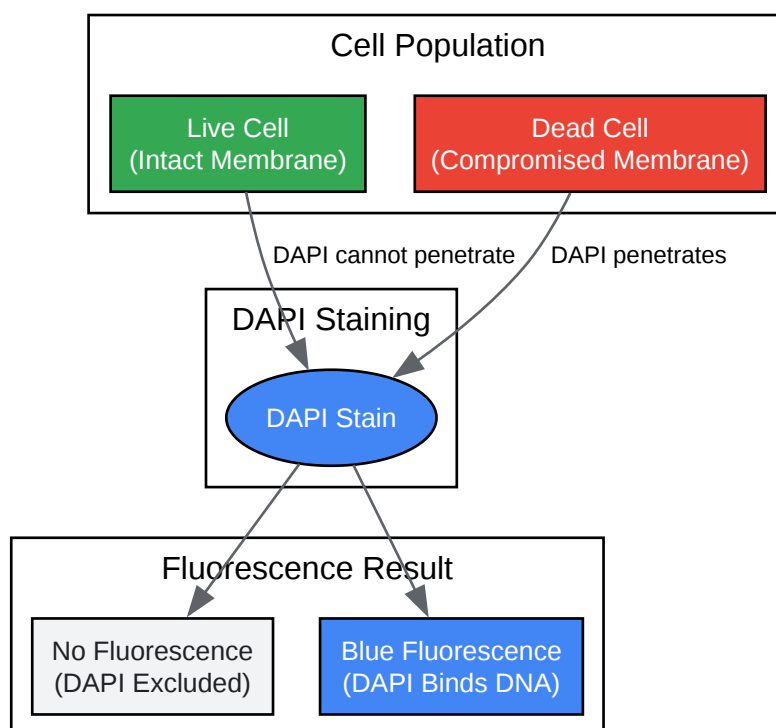 Cell Population
Live Cell
(Intact Membrane)
Dead Cell
(Compromised Membrane)
DAPI cannot penetrate
DAPI penetrates
DAPI Staining
DAPI Stain
Fluorescence Result
No Fluorescence
(DAPI Excluded)
Blue Fluorescence
(DAPI Binds DNA)